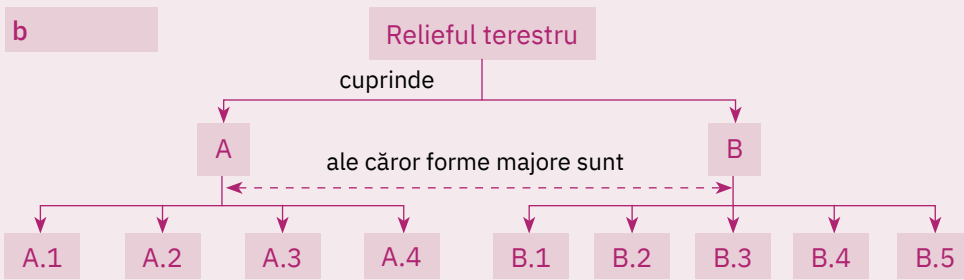 b
Relieful terestru
cuprinde
A
ale căror forme majore sunt
B
A.1 A.2 A.3 A.4 B.1 B.2 B.3 B.4 B.5